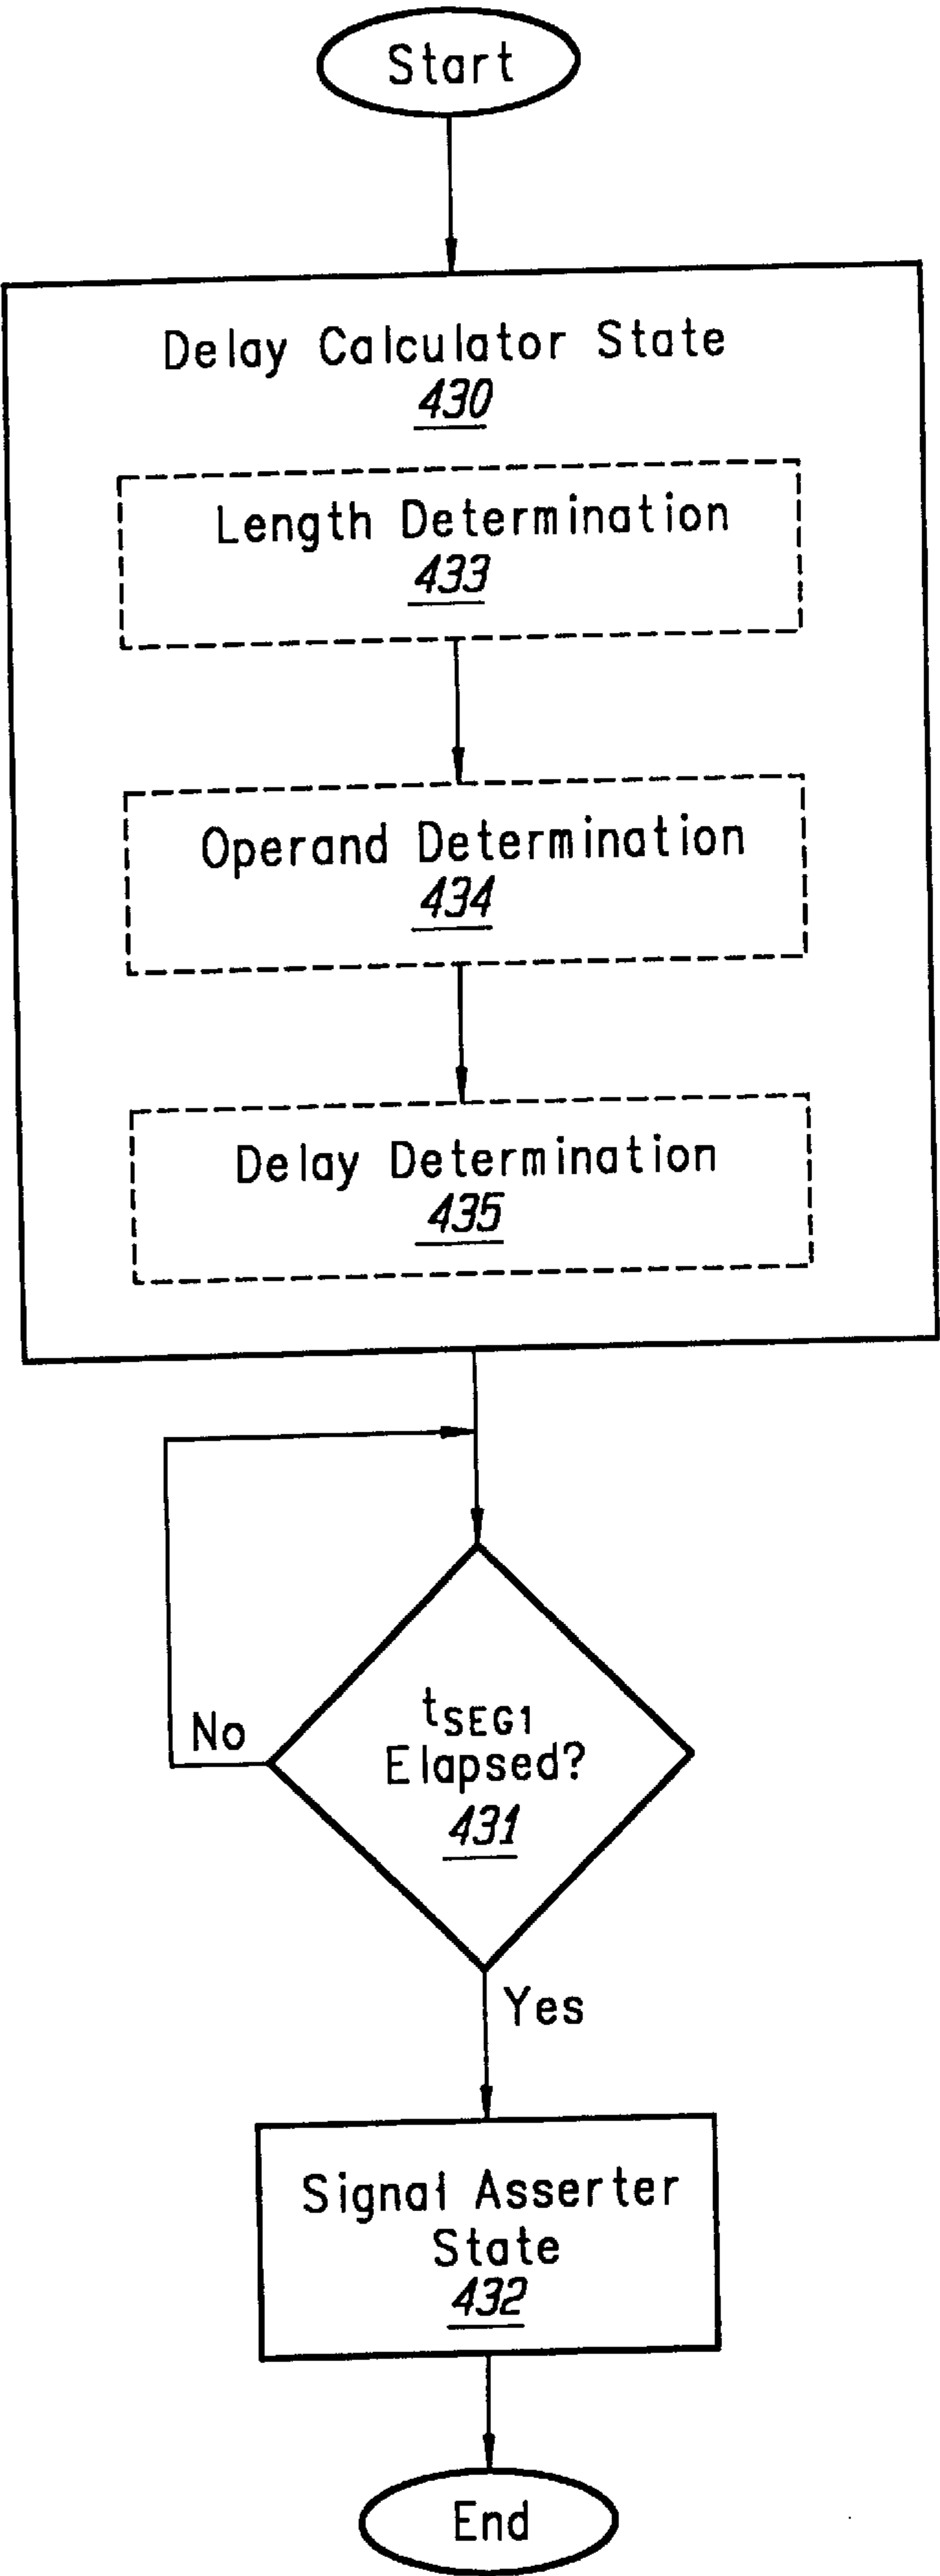 Start
Delay Calculator State
430
Length Determination
433
Operand Determination
434
Delay Determination
435
No
tSEG1
Elapsed?
431
Yes
Signal Asserter
State
432
End